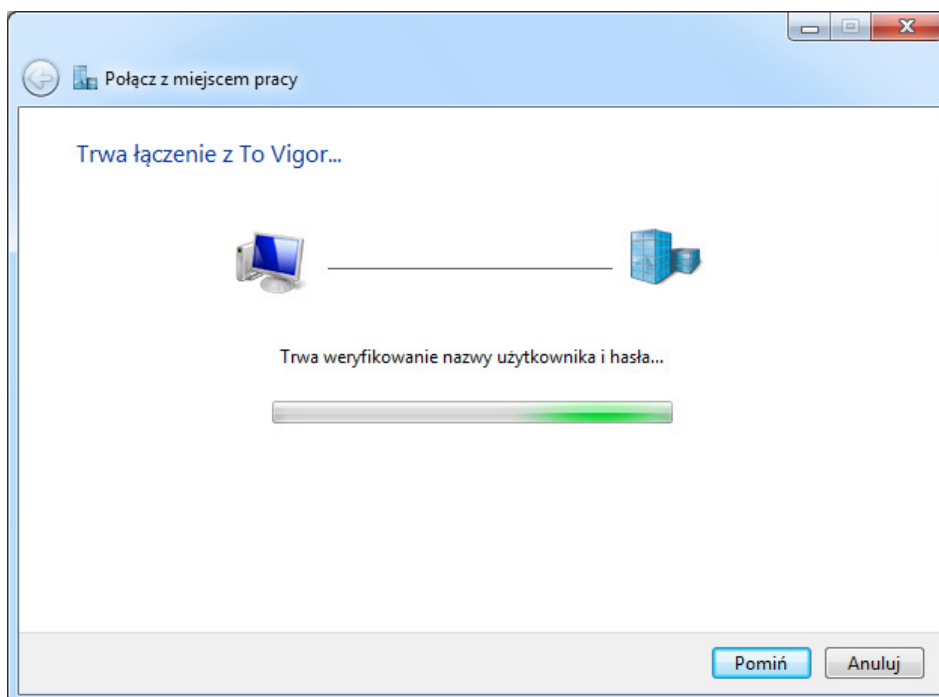 Połącz z miejscem pracy
Trwa łączenie z To Vigor...
Trwa weryfikowanie nazwy użytkownika i hasła...
Pomiń
Anuluj